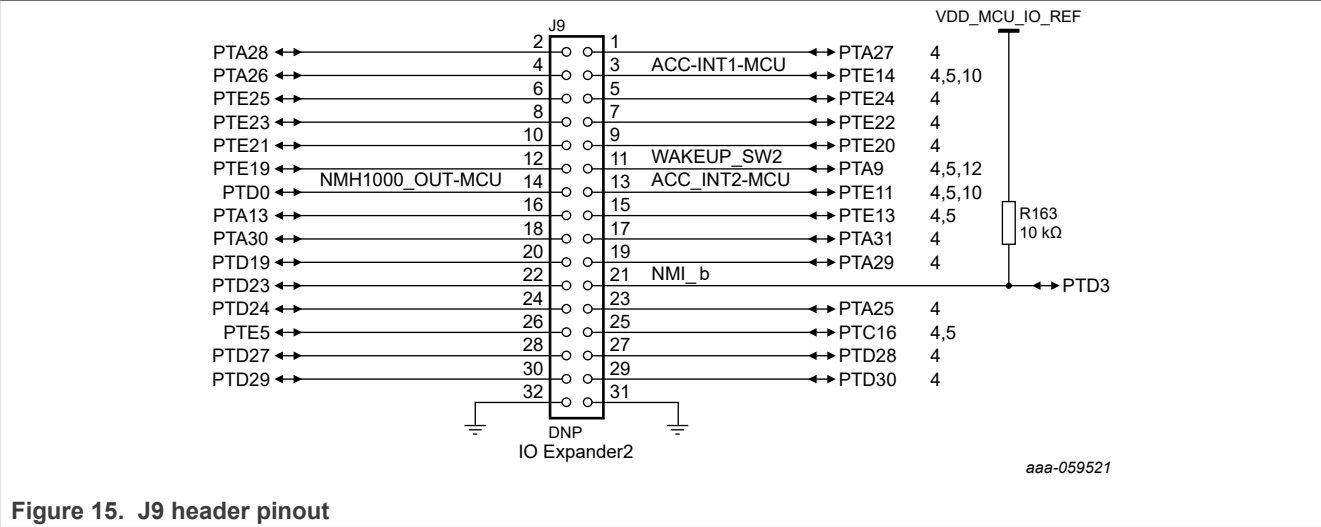 VDD_MCU_IO_REF
J9
PTA28 2 1 PTA27 4
PTA26 4 3 ACC-INT1-MCU PTE14 4,5,10
PTE25 6 5 PTE24 4
PTE23 8 7 PTE22 4
PTE21 10 9 PTE20 4
PTE19 12 11 WAKEUP_SW2 PTA9 4,5,12
PTD0 NMH1000_OUT-MCU 14 13 ACC_INT2-MCU PTE11 4,5,10
PTA13 16 15 PTE13 4,5 R163
PTA30 18 17 PTA31 4 10 kΩ
PTD19 20 19 PTA29 4
PTD23 22 21 NMI_b PTD3
PTD24 24 23 PTA25 4
PTE5 26 25 PTC16 4,5
PTD27 28 27 PTD28 4
PTD29 30 29 PTD30 4
32 31
DNP
IO Expander2
aaa-059521
Figure 15. J9 header pinout